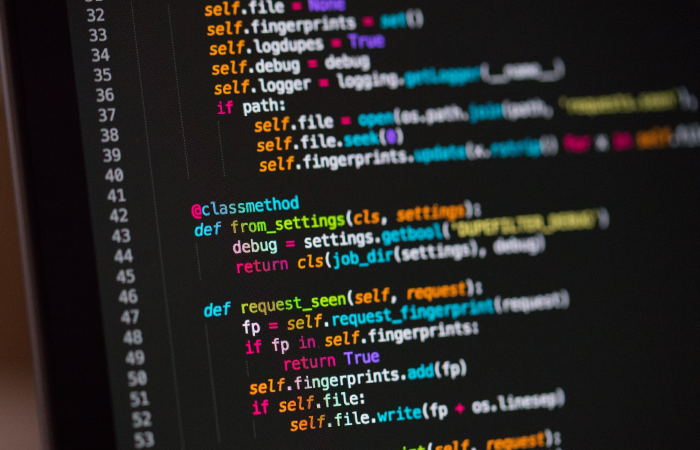 32 self.file = None
33 self.fingerprints = set()
34 self.logdupes = True
35 self.debug = debug
36 self.logger = logging.getLogger(__name__)
37 if path:
38 self.file = open(os.path.join(path, 'requests.seen'),
39 self.file.seek(0)
40 self.fingerprints.update(x.rstrip() for x in self.
41
42 @classmethod
43 def from_settings(cls, settings):
44 debug = settings.getbool('DUPEFILTER_DEBUG')
45 return cls(job_dir(settings), debug)
46
47 def request_seen(self, request):
48 fp = self.request_fingerprint(request)
49 if fp in self.fingerprints:
50 return True
51 self.fingerprints.add(fp)
52 if self.file:
53 self.file.write(fp + os.linesep)
(self, request):